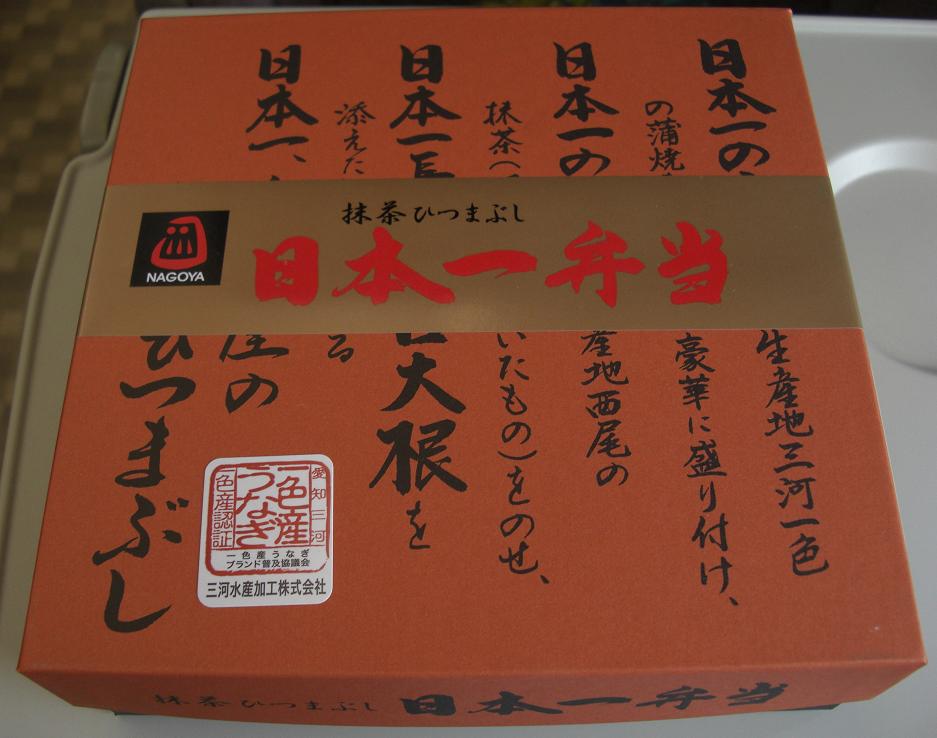 日本一の
生産地三河一色
の蒲焼
豪華に盛り付け、
日本一の
産地西尾の
抹茶(
いたもの)をのせ、
日本一長
大根を
添えた
る
日本一、
座の
ひつまぶし
抹茶ひつまぶし
日本一弁当
NAGOYA
愛知三河
一色産
うなぎ
一色産認証
一色産うなぎ
ブランド普及協議会
三河水産加工株式会社
抹茶ひつまぶし 日本一弁当